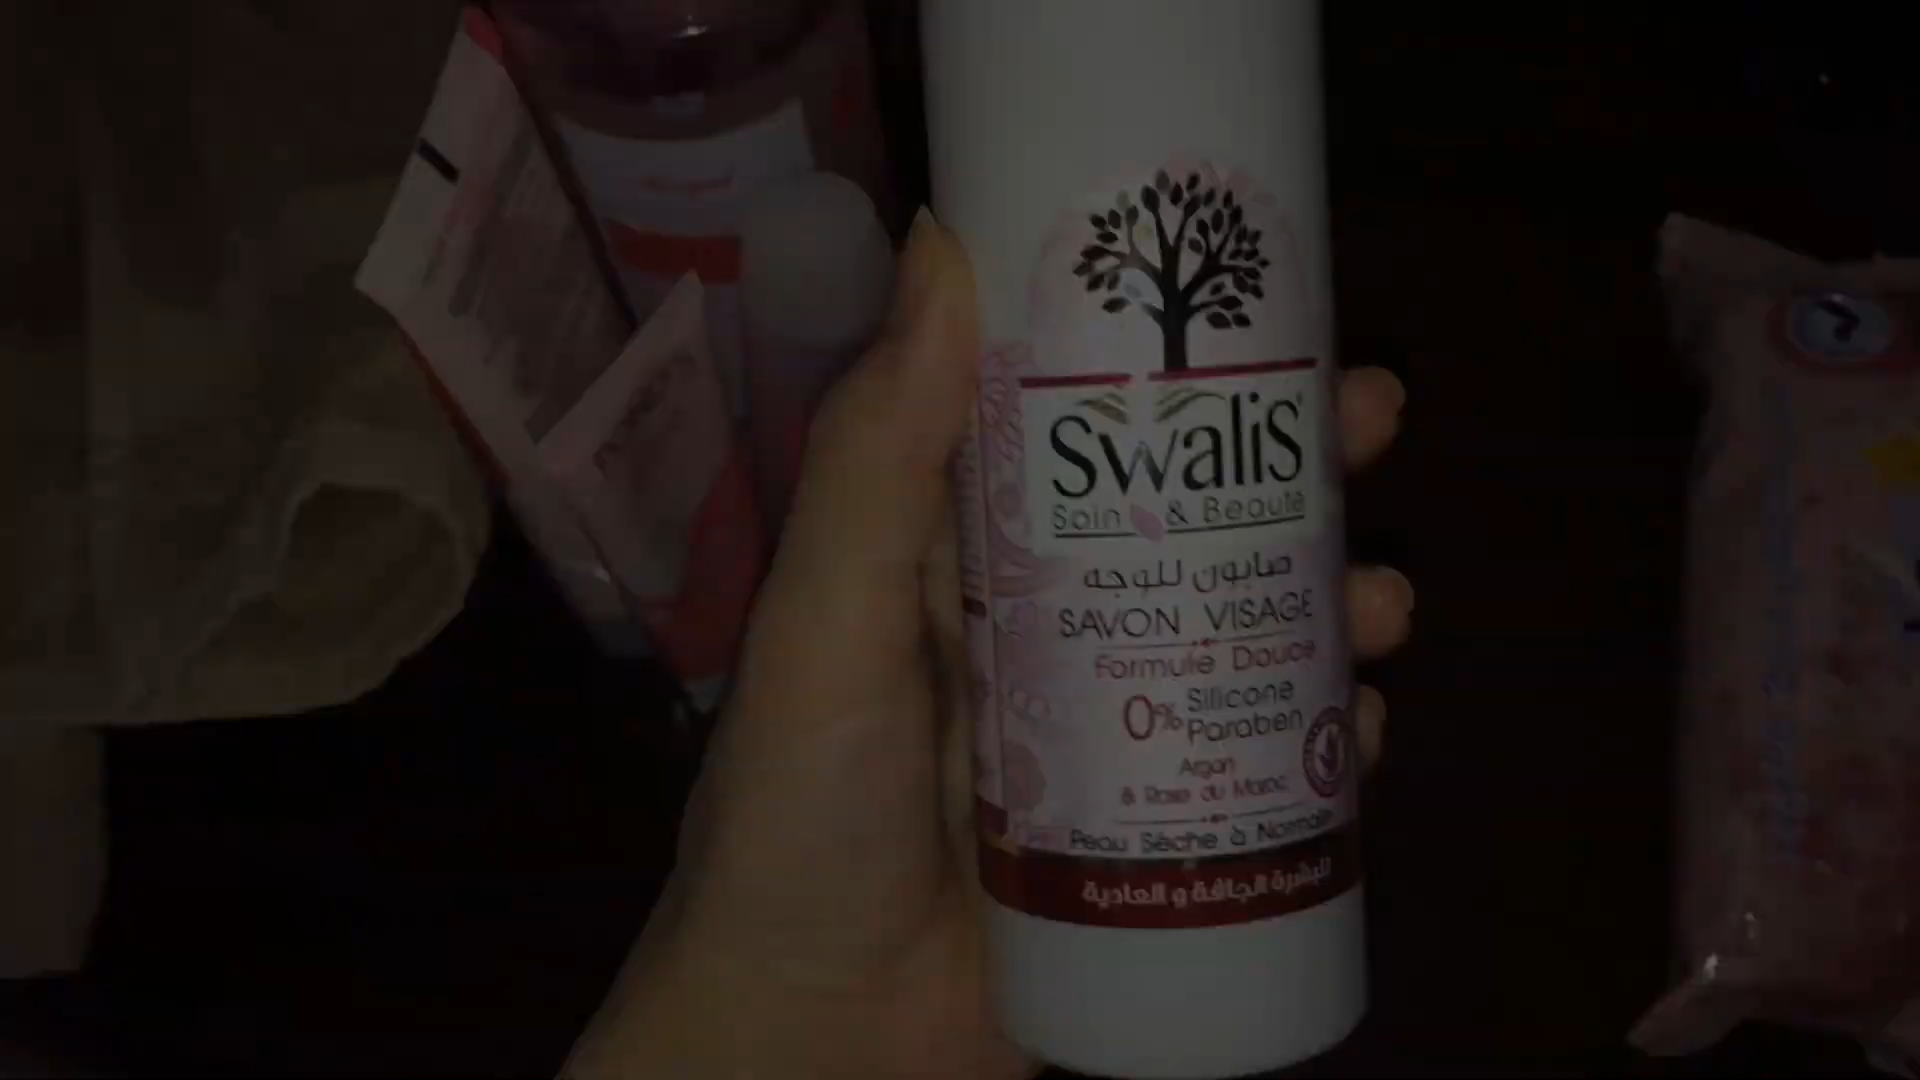 Swalis
Soin & Beauté
صابون للوجه
SAVON VISAGE
Formule Douce
0% Silicone
Paraben
Argan
& Rose du Maroc
Peau Sèche à Normale
للبشرة الجافة و العادية